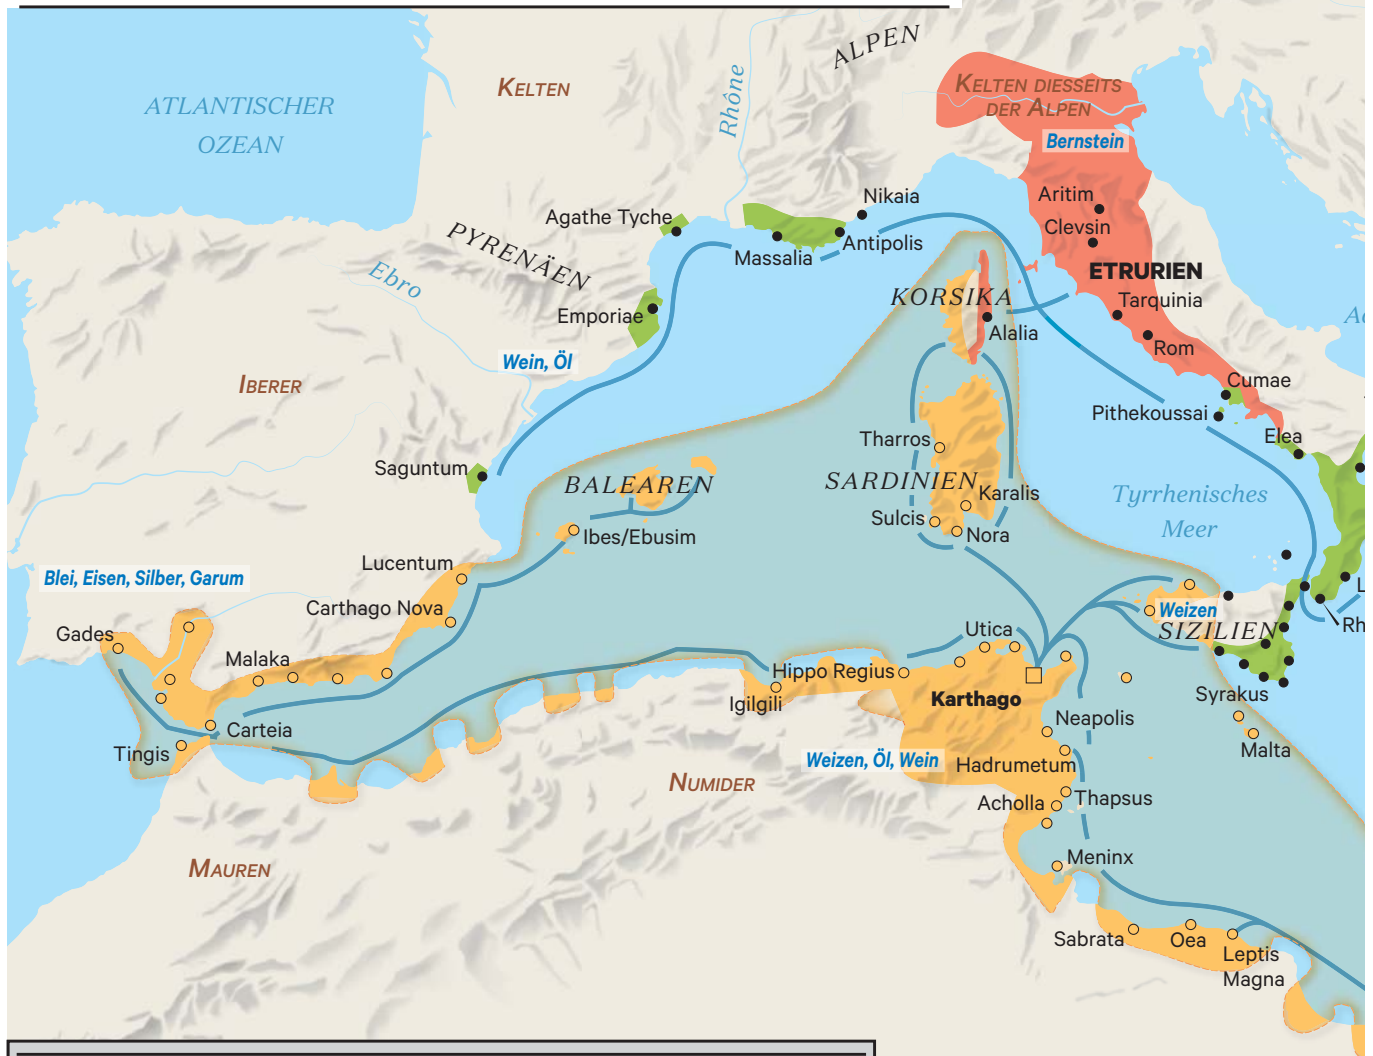 ALPEN
KELTEN
KELTEN DIESSEITS
DER ALPEN
ATLANTISCHER
OZEAN
Rhône
Bernstein
Nikaia
Aritim
Agathe Tyche
Clevsin
PYRENÄEN
Massalia
Antipolis
ETRURIEN
Ebro
KORSIKA
Tarquinia
Emporiae
Alalia
Rom
Wein, Öl
IBERER
Cumae
Pithekoussai
Elea
Tharros
Saguntum
BALEAREN
SARDINIEN
Karalis
Tyrrhenisches
Meer
Sulcis
Nora
Ibes/Ebusim
Lucentum
Blei, Eisen, Silber, Garum
Carthago Nova
Weizen
SIZILIEN
Rh
Gades
Utica
Malaka
Hippo Regius
Igilgili
Karthago
Syrakus
Neapolis
Carteia
Tingis
Malta
Weizen, Öl, Wein
Hadrumetum
NUMIDER
Acholla
Thapsus
MAUREN
Meninx
Sabrata
Oea
Leptis
Magna